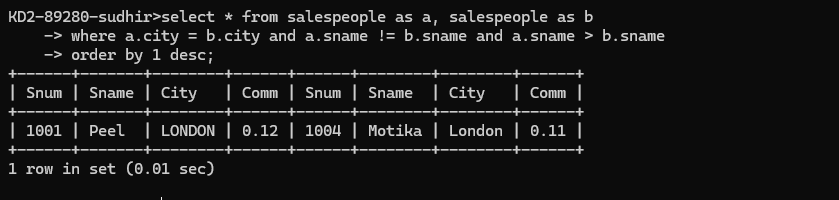 KD2-89280-sudhir>select * from salespeople as a, salespeople as b
    -> where a.city = b.city and a.sname != b.sname and a.sname > b.sname
    -> order by 1 desc;
+------+-------+--------+------+------+--------+--------+------+
| Snum | Sname | City   | Comm | Snum | Sname  | City   | Comm |
+------+-------+--------+------+------+--------+--------+------+
| 1001 | Peel  | LONDON | 0.12 | 1004 | Motika | London | 0.11 |
+------+-------+--------+------+------+--------+--------+------+
1 row in set (0.01 sec)